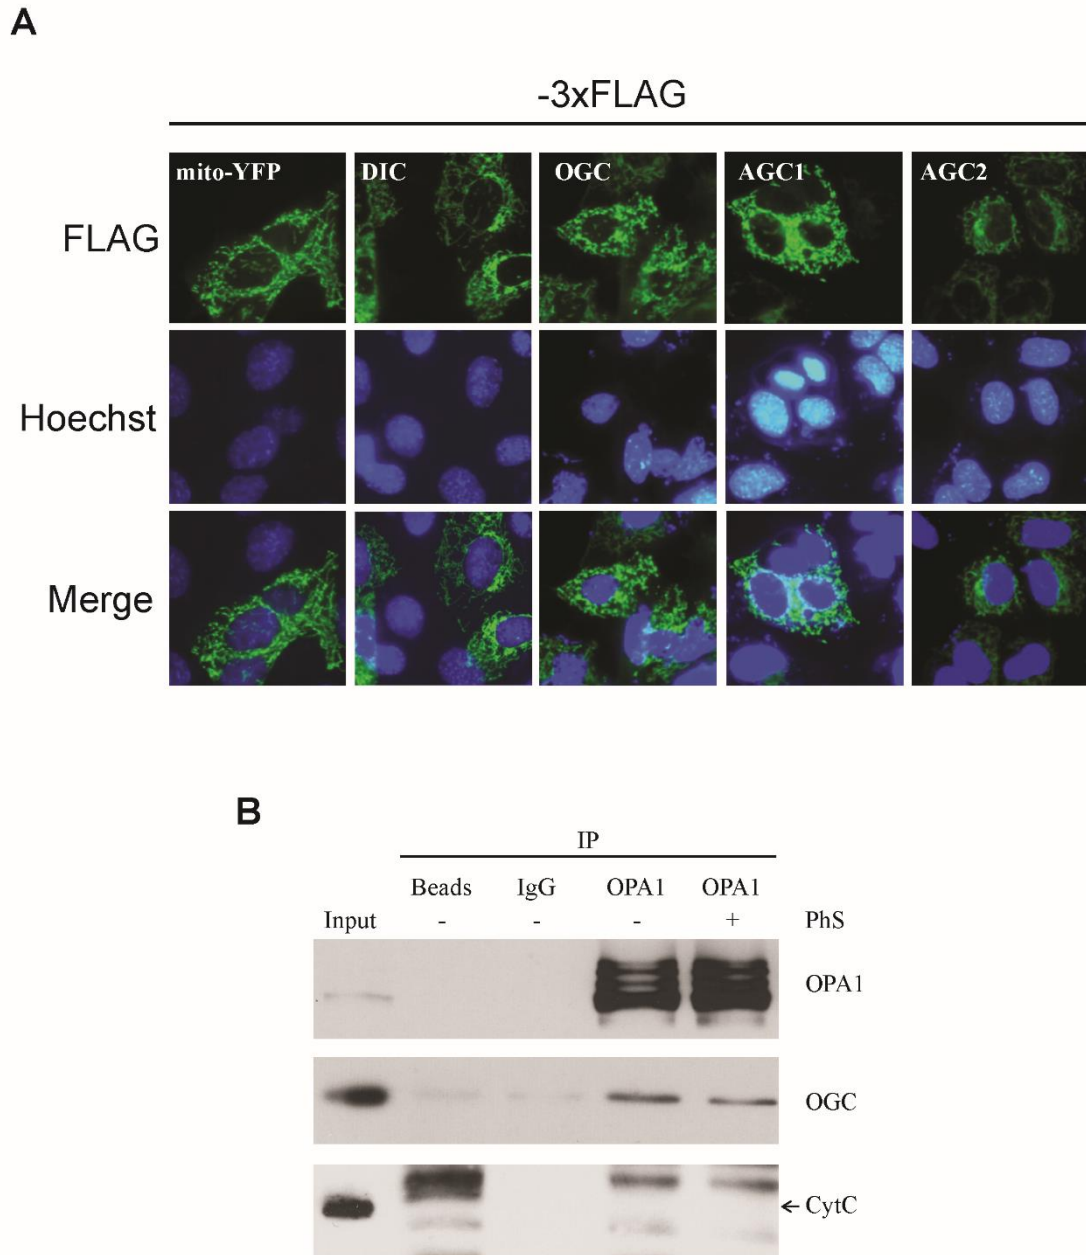 A
-3xFLAG
mito-YFP DIC OGC AGC1 AGC2
FLAG
Hoechst
Merge
B
IP
Beads IgG OPA1 OPA1
Input - - - + PhS
OPA1
OGC
←CytC